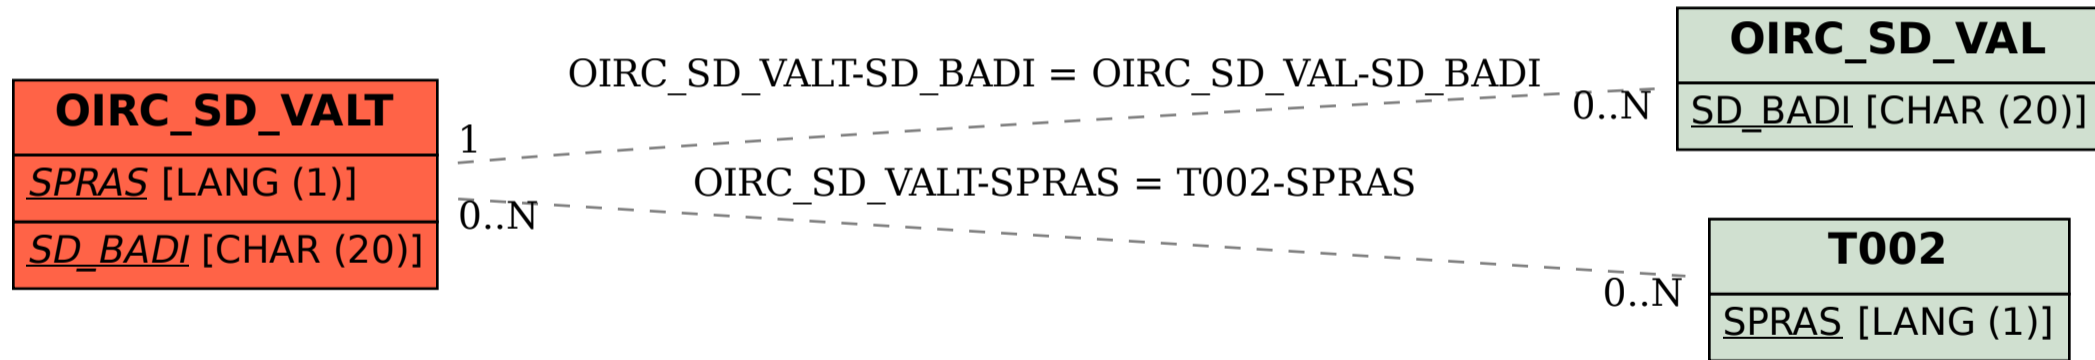 OIRC_SD_VALT
SPRAS [LANG (1)]
SD_BADI [CHAR (20)]
1
OIRC_SD_VALT-SD_BADI = OIRC_SD_VAL-SD_BADI
0..N
0..N
OIRC_SD_VALT-SPRAS = T002-SPRAS
0..N
OIRC_SD_VAL
SD_BADI [CHAR (20)]
T002
SPRAS [LANG (1)]